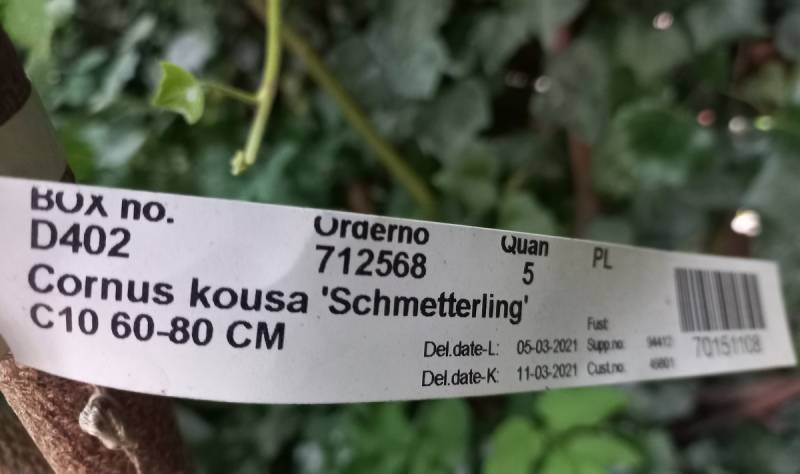 BOX no. Orderno Quan PL
D402 712568 5
Cornus kousa 'Schmetterling'
C10 60-80 CM
Fust:
Del.date-L: 05-03-2021 Supp.no: 94412
Del.date-K: 11-03-2021 Cust.no.
70151108